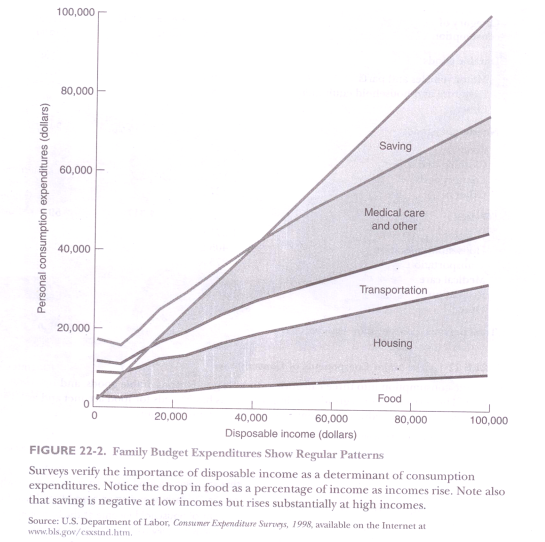 100,000
80,000
60,000
40,000
20,000
0
Personal consumption expenditures (dollars)
Saving
Medical care
and other
Transportation
Housing
Food
0
20,000
40,000
60,000
80,000
100,000
Disposable income (dollars)
FIGURE 22-2. Family Budget Expenditures Show Regular Patterns
Surveys verify the importance of disposable income as a determinant of consumption
expenditures. Notice the drop in food as a percentage of income as incomes rise. Note also
that saving is negative at low incomes but rises substantially at high incomes.
Source: U.S. Department of Labor, Consumer Expenditure Surveys, 1998, available on the Internet at
www.bls.gov/csxstnd.htm.